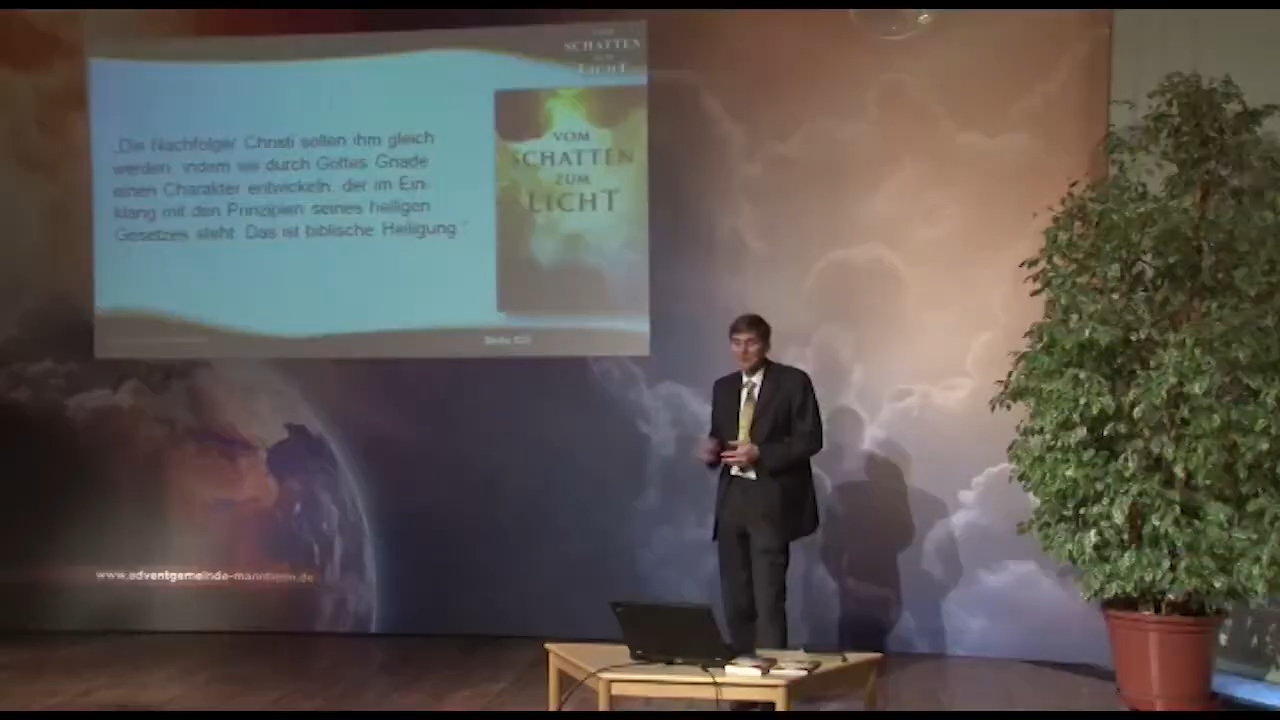 SCHATTEN
LICHT
„Die Nachfolger Christi sollen ihm gleich
werden, indem sie durch Gottes Gnade
einen Charakter entwickeln, der im Ein-
klang mit den Prinzipien seines heiligen
Gesetzes steht. Das ist biblische Heiligung.“
VOM
SCHATTEN
ZUM
LICHT
Seite
www.adventgemeinde-mannheim.de